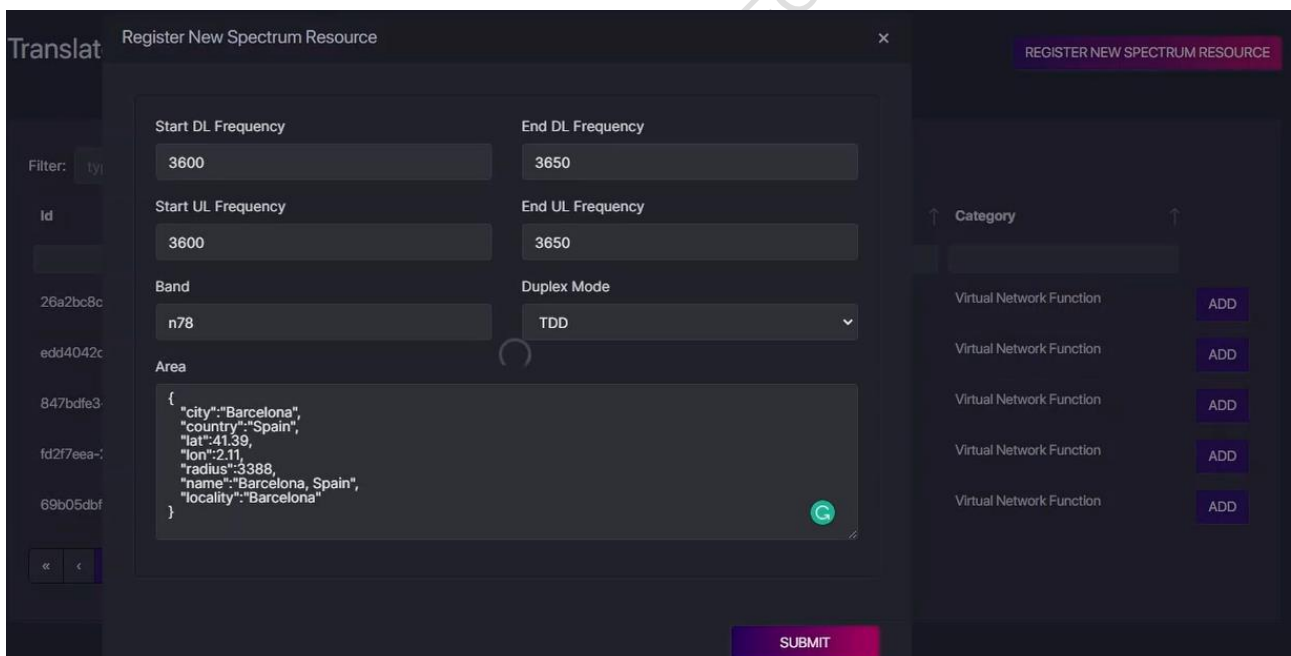 Translat
Register New Spectrum Resource
×
REGISTER NEW SPECTRUM RESOURCE
Start DL Frequency
End DL Frequency
3600
3650
Start UL Frequency
End UL Frequency
3600
3650
Band
Duplex Mode
n78
TDD
Area
{
"city":"Barcelona",
"country":"Spain",
"lat":41.39,
"lon":2.11,
"radius":3388,
"name":"Barcelona, Spain",
"locality":"Barcelona"
}
SUBMIT
Filter:
Id
Category
26a2bc8c
Virtual Network Function
ADD
edd4042c
Virtual Network Function
ADD
847bdfe3-
Virtual Network Function
ADD
fd2f7eea-
Virtual Network Function
ADD
69b05dbf
Virtual Network Function
ADD
« ‹